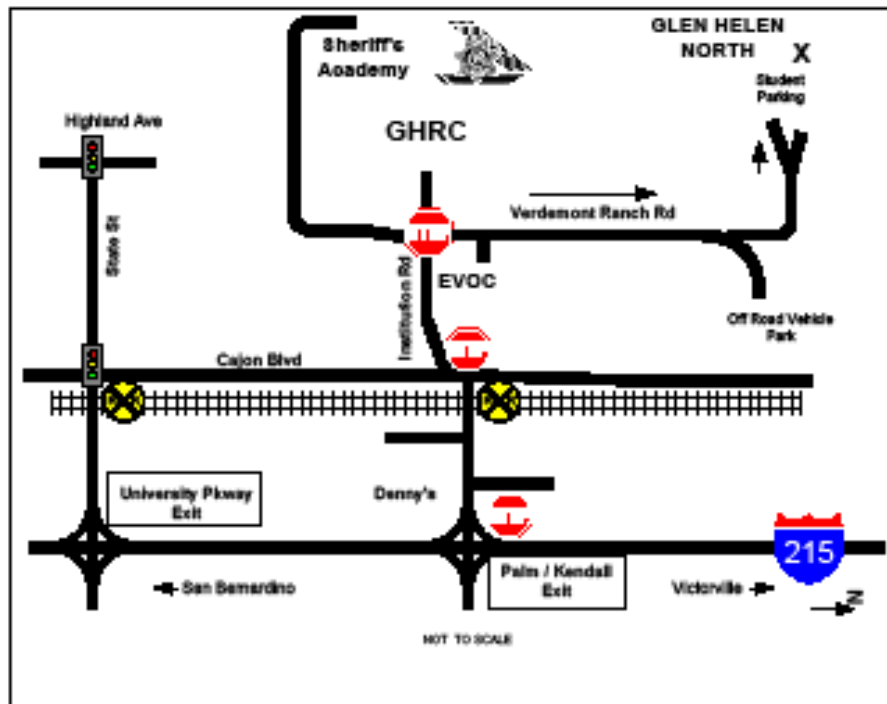 Sheriff's
Academy
GLEN HELEN
NORTH X
Student
Parking
Highland Ave
GHRC
Verdemont Ranch Rd
State St
Institution Rd
EVOC
Off Road Vehicle
Park
Cajon Blvd
University Pkway
Exit
Denny's
215
Palm / Kendall
Exit
San Bernardino
Victorville
N
NOT TO SCALE